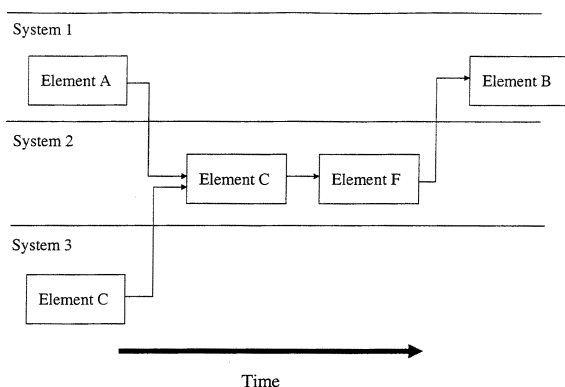 System 1
Element A
Element B
System 2
Element C
Element F
System 3
Element C
Time